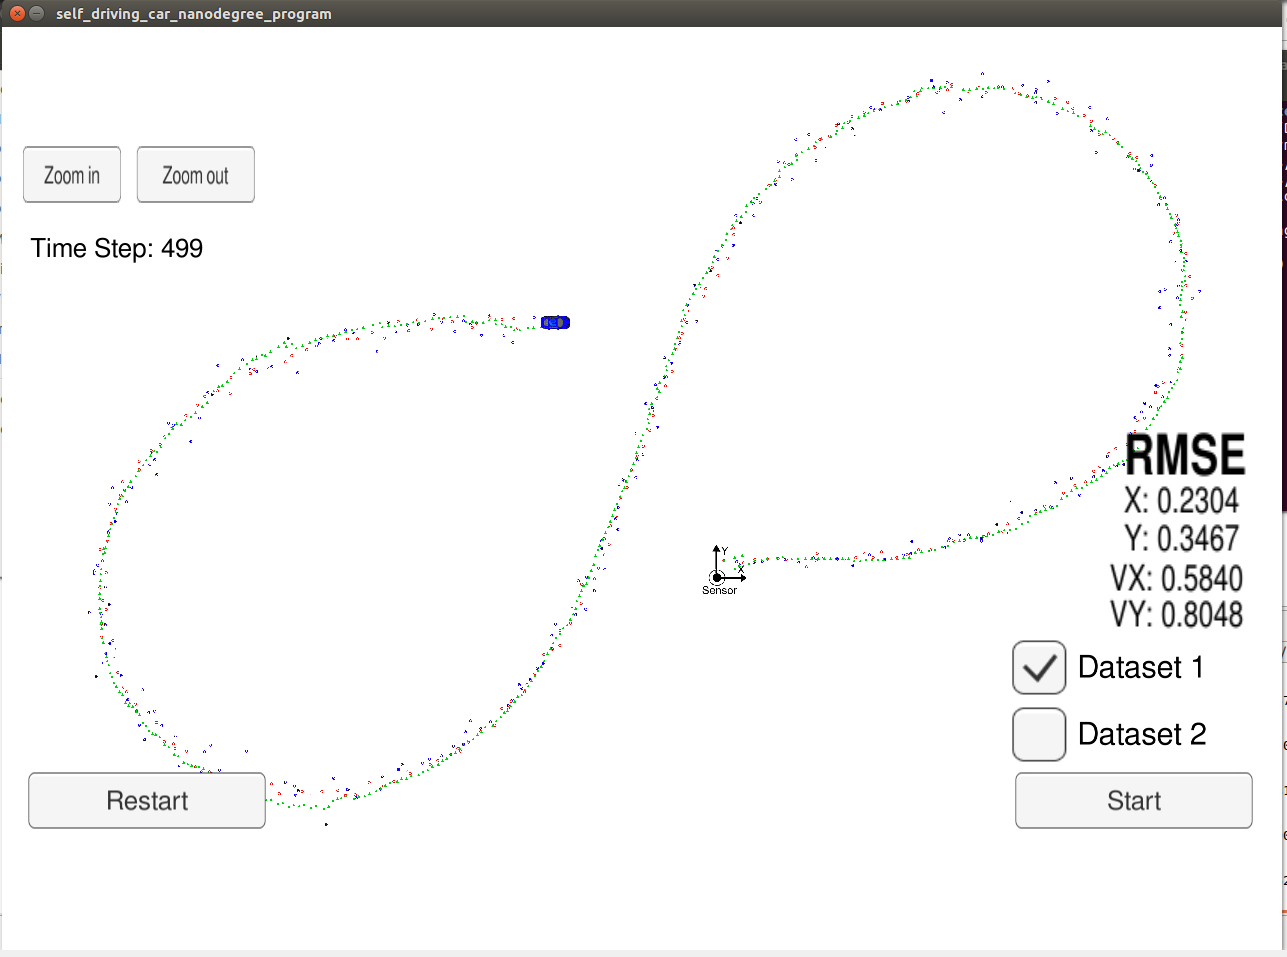 self_driving_car_nanodegree_program
Zoom in
Zoom out
Time Step: 499
Y
X
Sensor
RMSE
X: 0.2304
Y: 0.3467
VX: 0.5840
VY: 0.8048
Dataset 1
Dataset 2
Restart
Start